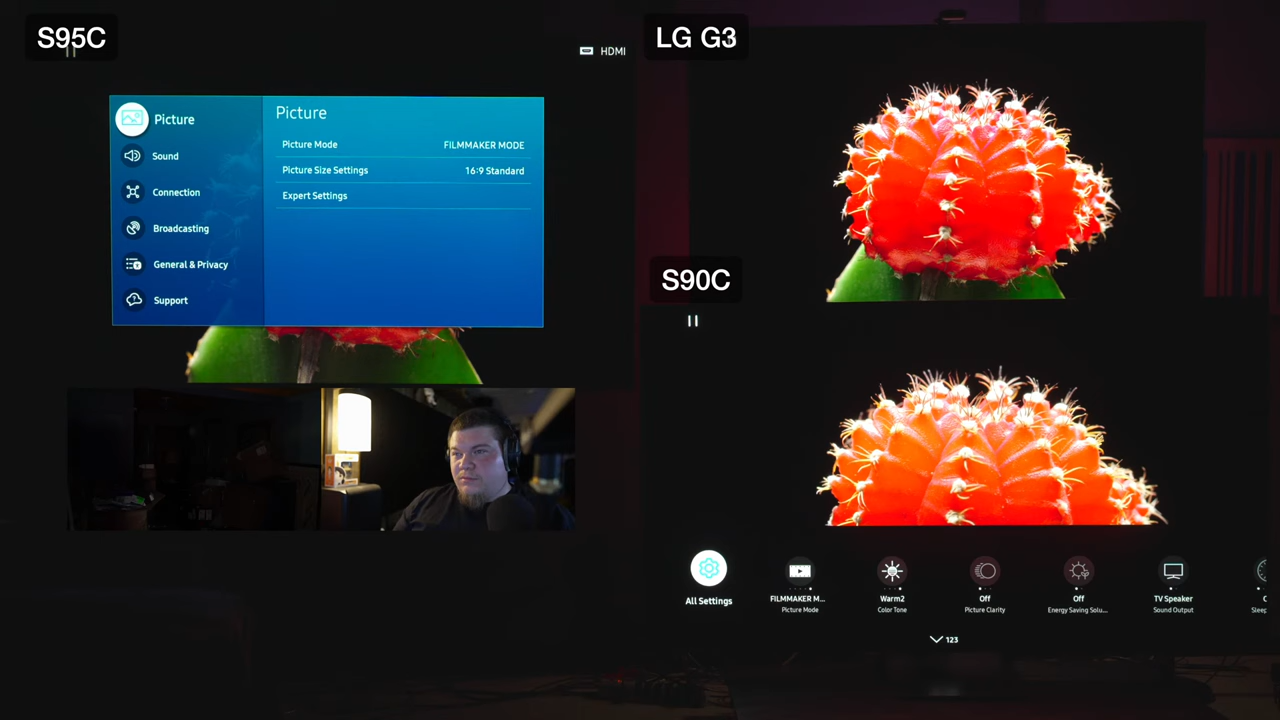 S95C
HDMI
Picture
Sound
Connection
Broadcasting
General & Privacy
Support
Picture
Picture Mode FILMMAKER MODE
Picture Size Settings 16:9 Standard
Expert Settings
LG G3
S90C
All Settings
FILMMAKER M...
Picture Mode
Warm2
Color Tone
Off
Picture Clarity
Off
Energy Saving Solu...
TV Speaker
Sound Output
Sleep
123